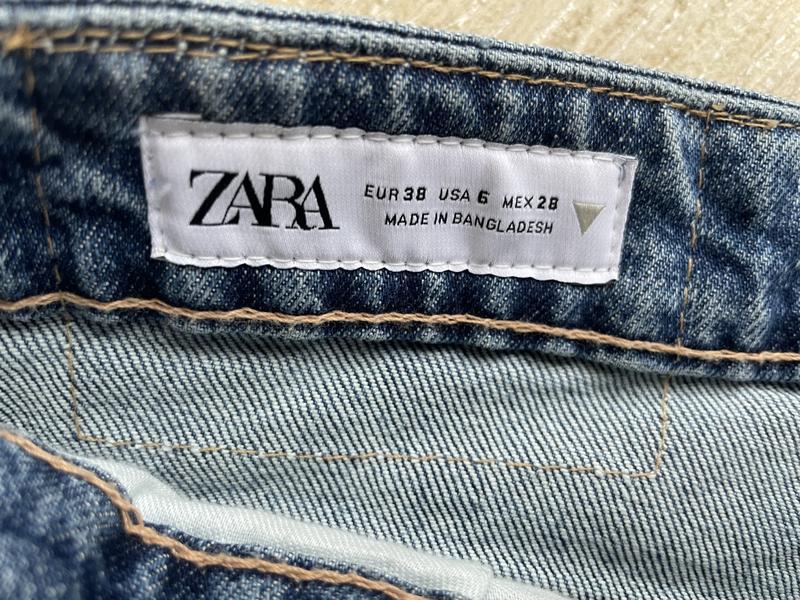 ZARA
EUR 38 USA 6 MEX 28
MADE IN BANGLADESH